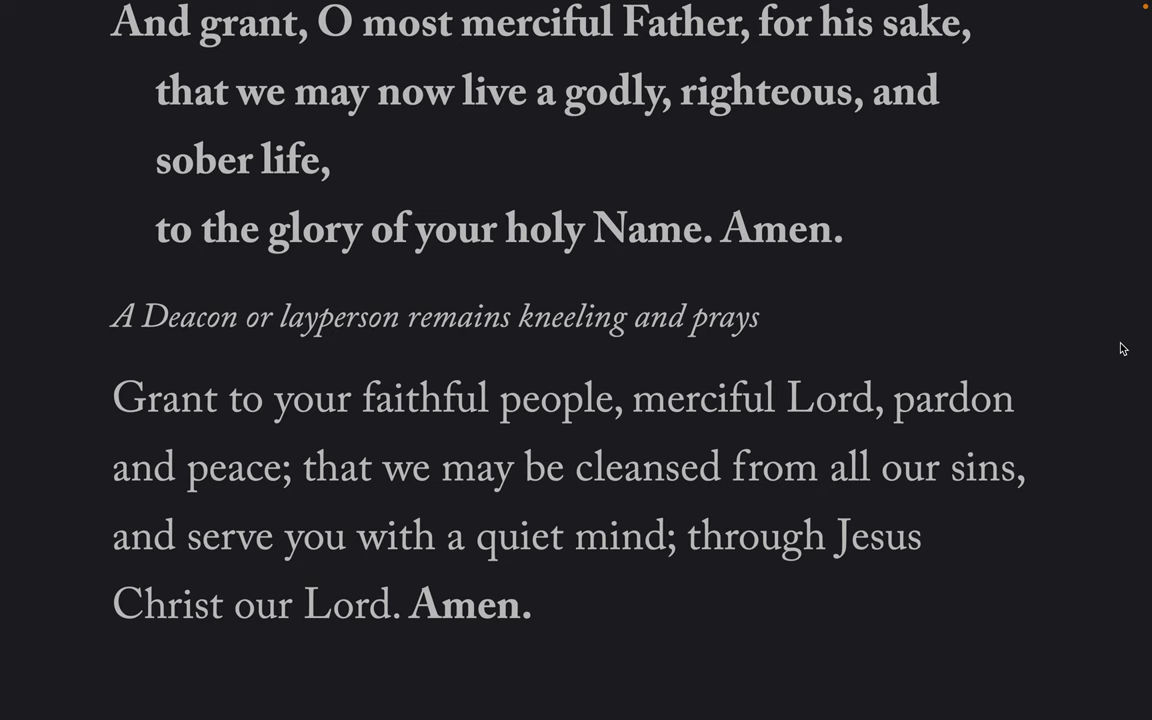 And grant, O most merciful Father, for his sake,
that we may now live a godly, righteous, and
sober life,
to the glory of your holy Name. Amen.
A Deacon or layperson remains kneeling and prays
Grant to your faithful people, merciful Lord, pardon
and peace; that we may be cleansed from all our sins,
and serve you with a quiet mind; through Jesus
Christ our Lord. Amen.